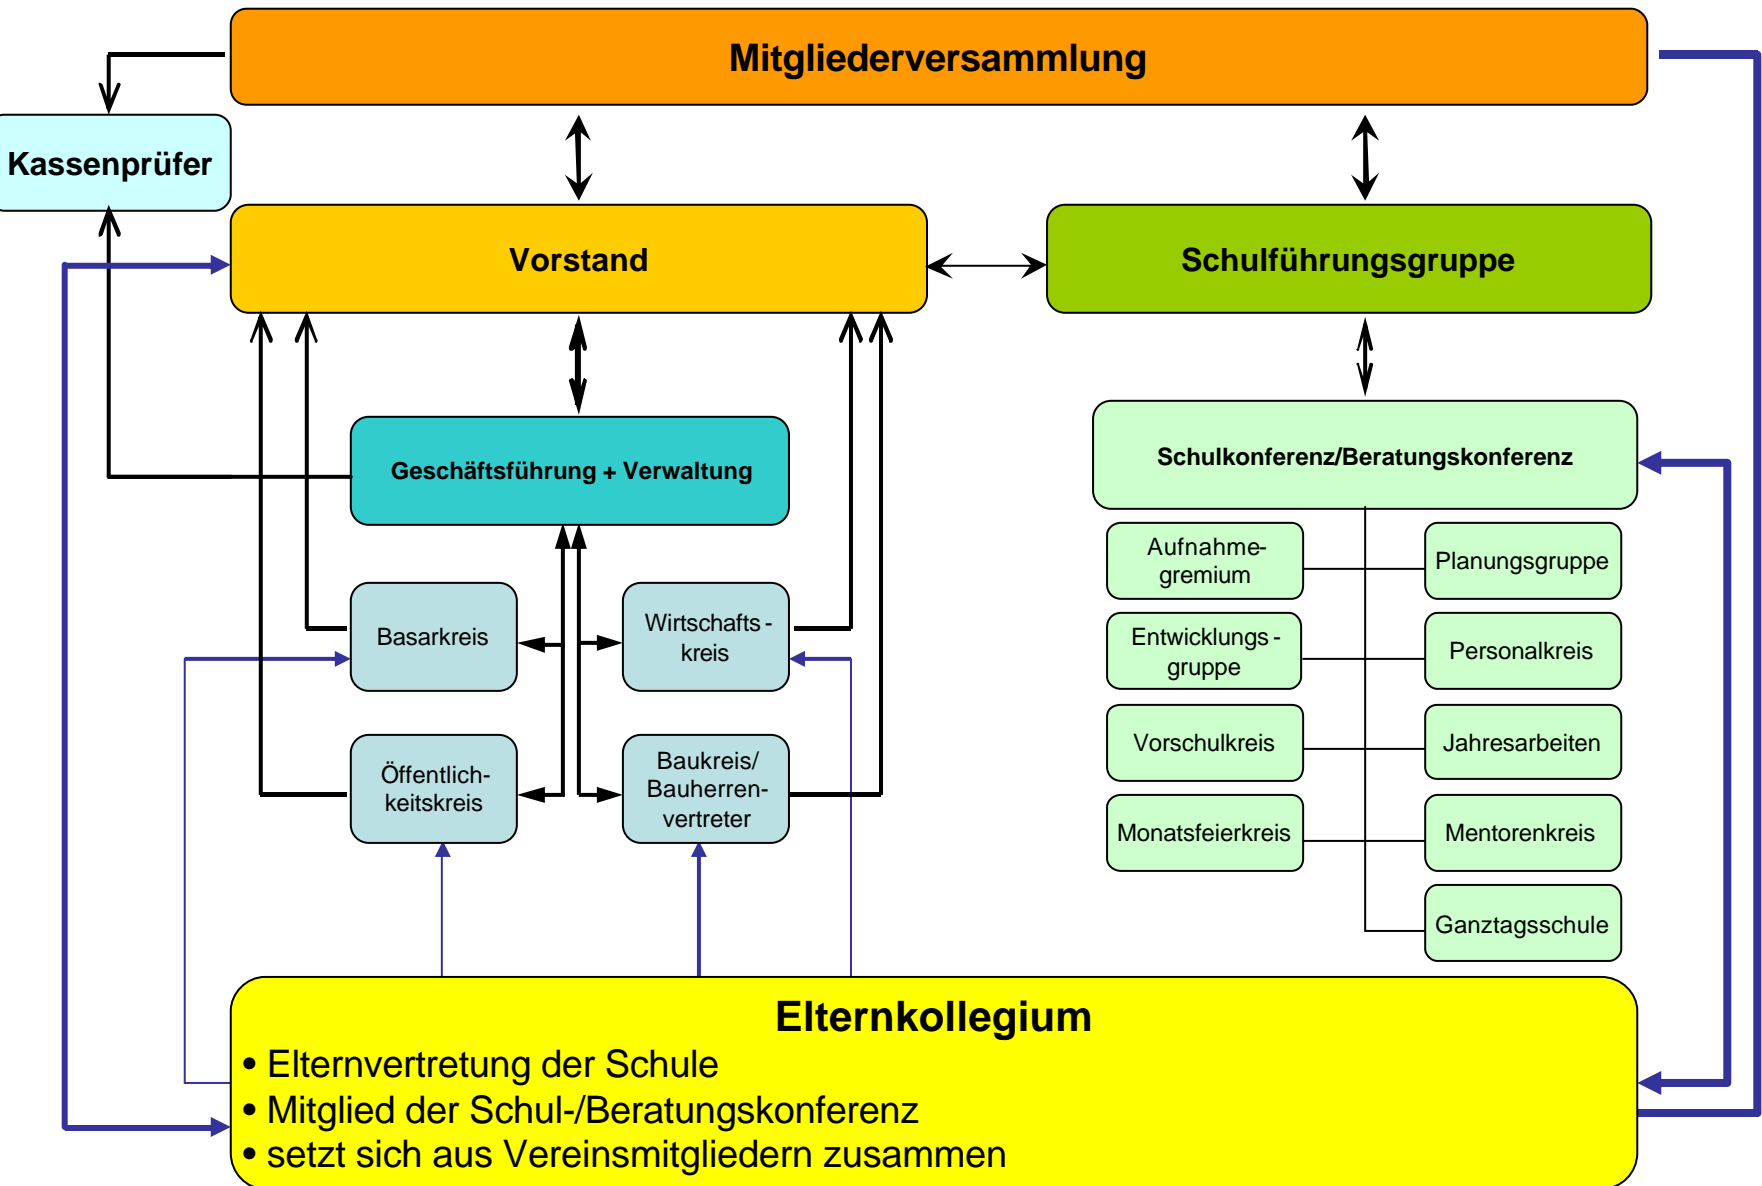 Mitgliederversammlung
Kassenprüfer
Vorstand
Schulführungsgruppe
Geschäftsführung + Verwaltung
Schulkonferenz/Beratungskonferenz
Basarkreis
Wirtschafts-
kreis
Öffentlich-
keitskreis
Baukreis/
Bauherren-
vertreter
Aufnahme-
gremium
Planungsgruppe
Entwicklungs-
gruppe
Personalkreis
Vorschulkreis
Jahresarbeiten
Monatsfeierkreis
Mentorenkreis
Ganztagsschule
Elternkollegium
• Elternvertretung der Schule
• Mitglied der Schul-/Beratungskonferenz
• setzt sich aus Vereinsmitgliedern zusammen